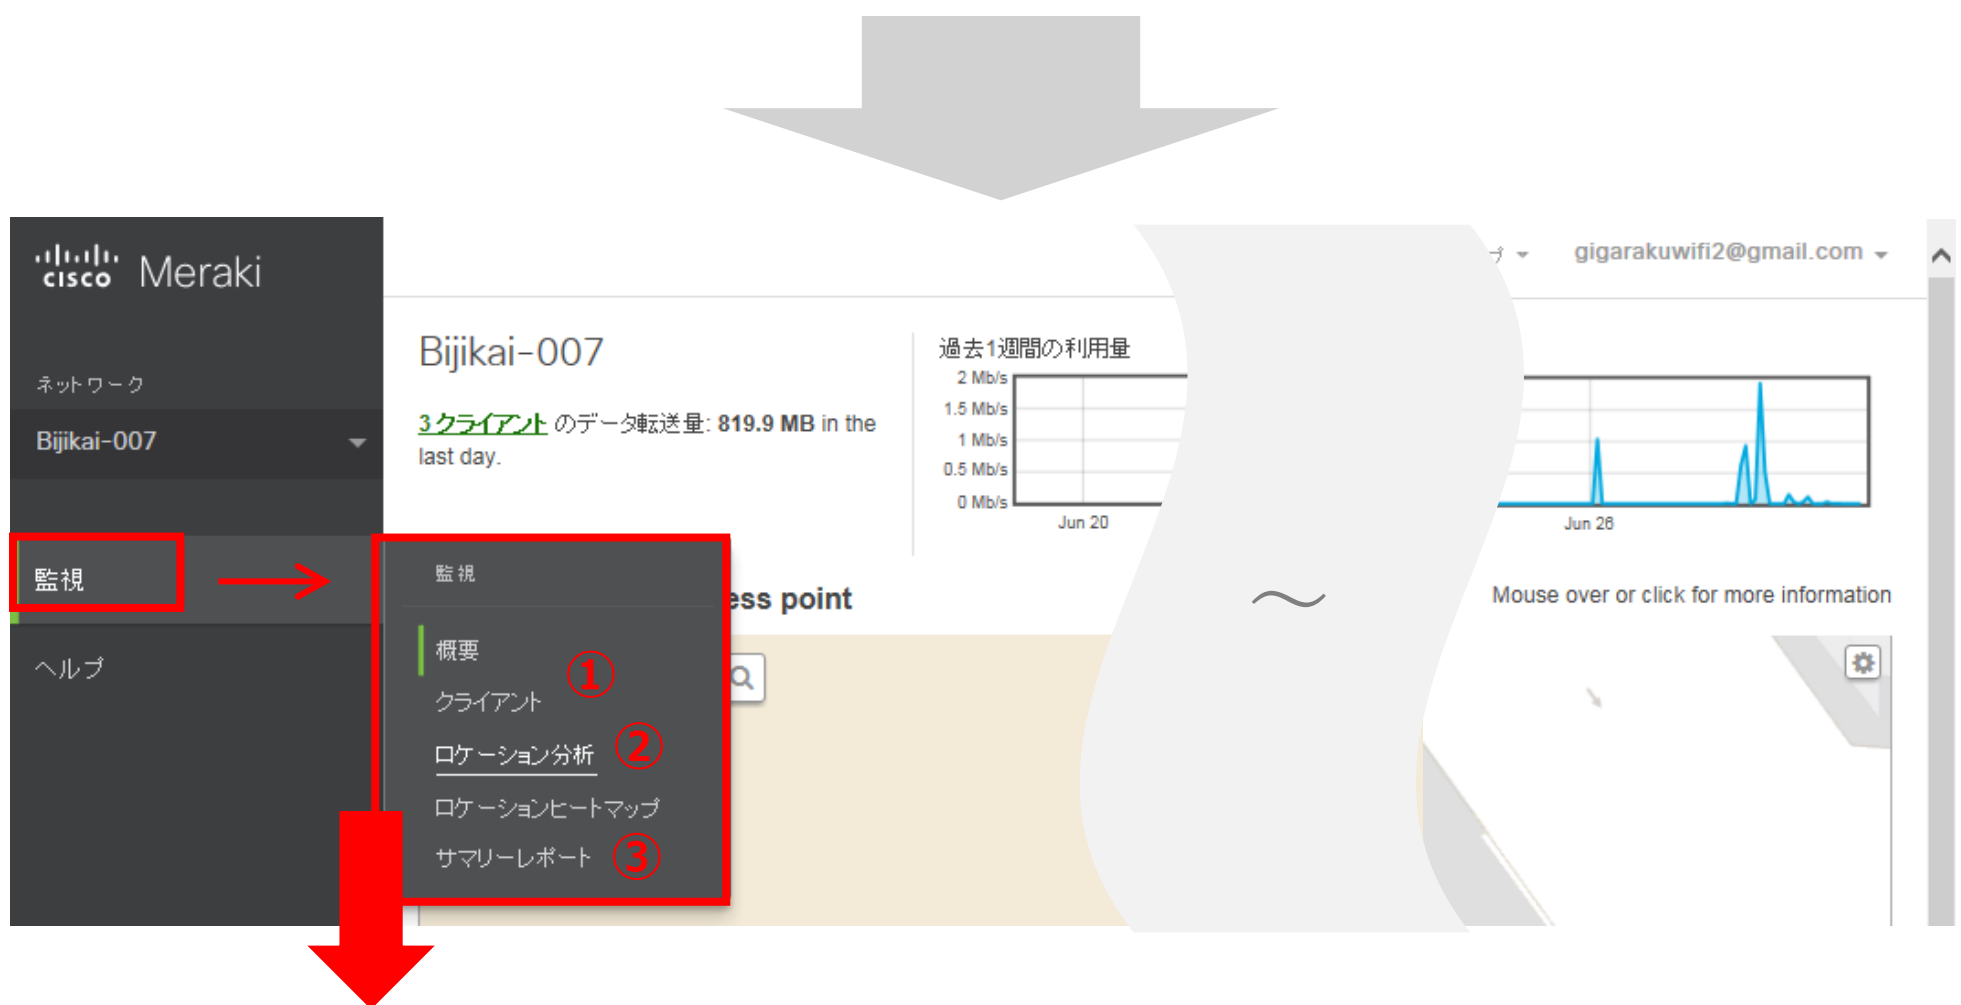 cisco Meraki
プ
gigarakuwifi2@gmail.com
ネットワーク
Bijikai-007
監視
ヘルプ
Bijikai-007
3 クライアント のデータ転送量: 819.9 MB in the
last day.
過去1週間の利用量
2 Mb/s
1.5 Mb/s
1 Mb/s
0.5 Mb/s
0 Mb/s
Jun 20
Jun 26
監視
概要
①
クライアント
ロケーション分析 ②
ロケーションヒートマップ
サマリーレポート ③
ess point
～
Mouse over or click for more information